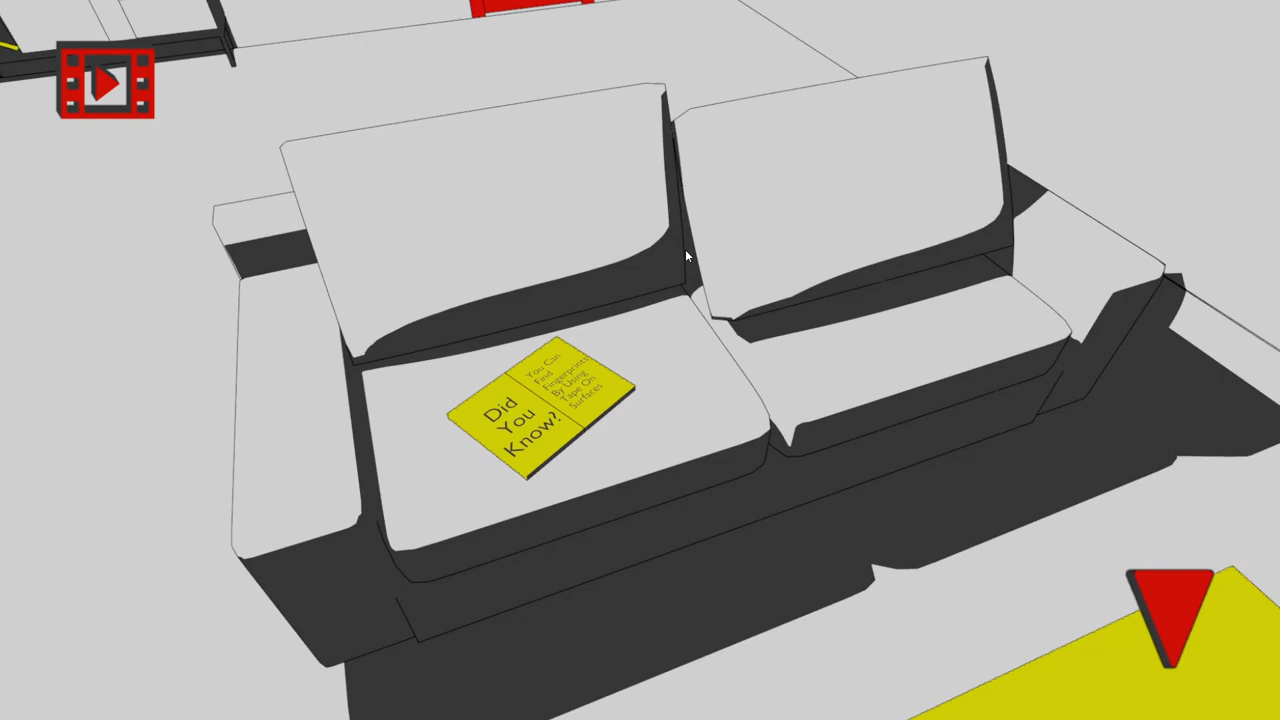 Did
You
Know?
You Can
Find
Fingerprints
By Using
Tape On
Surfaces